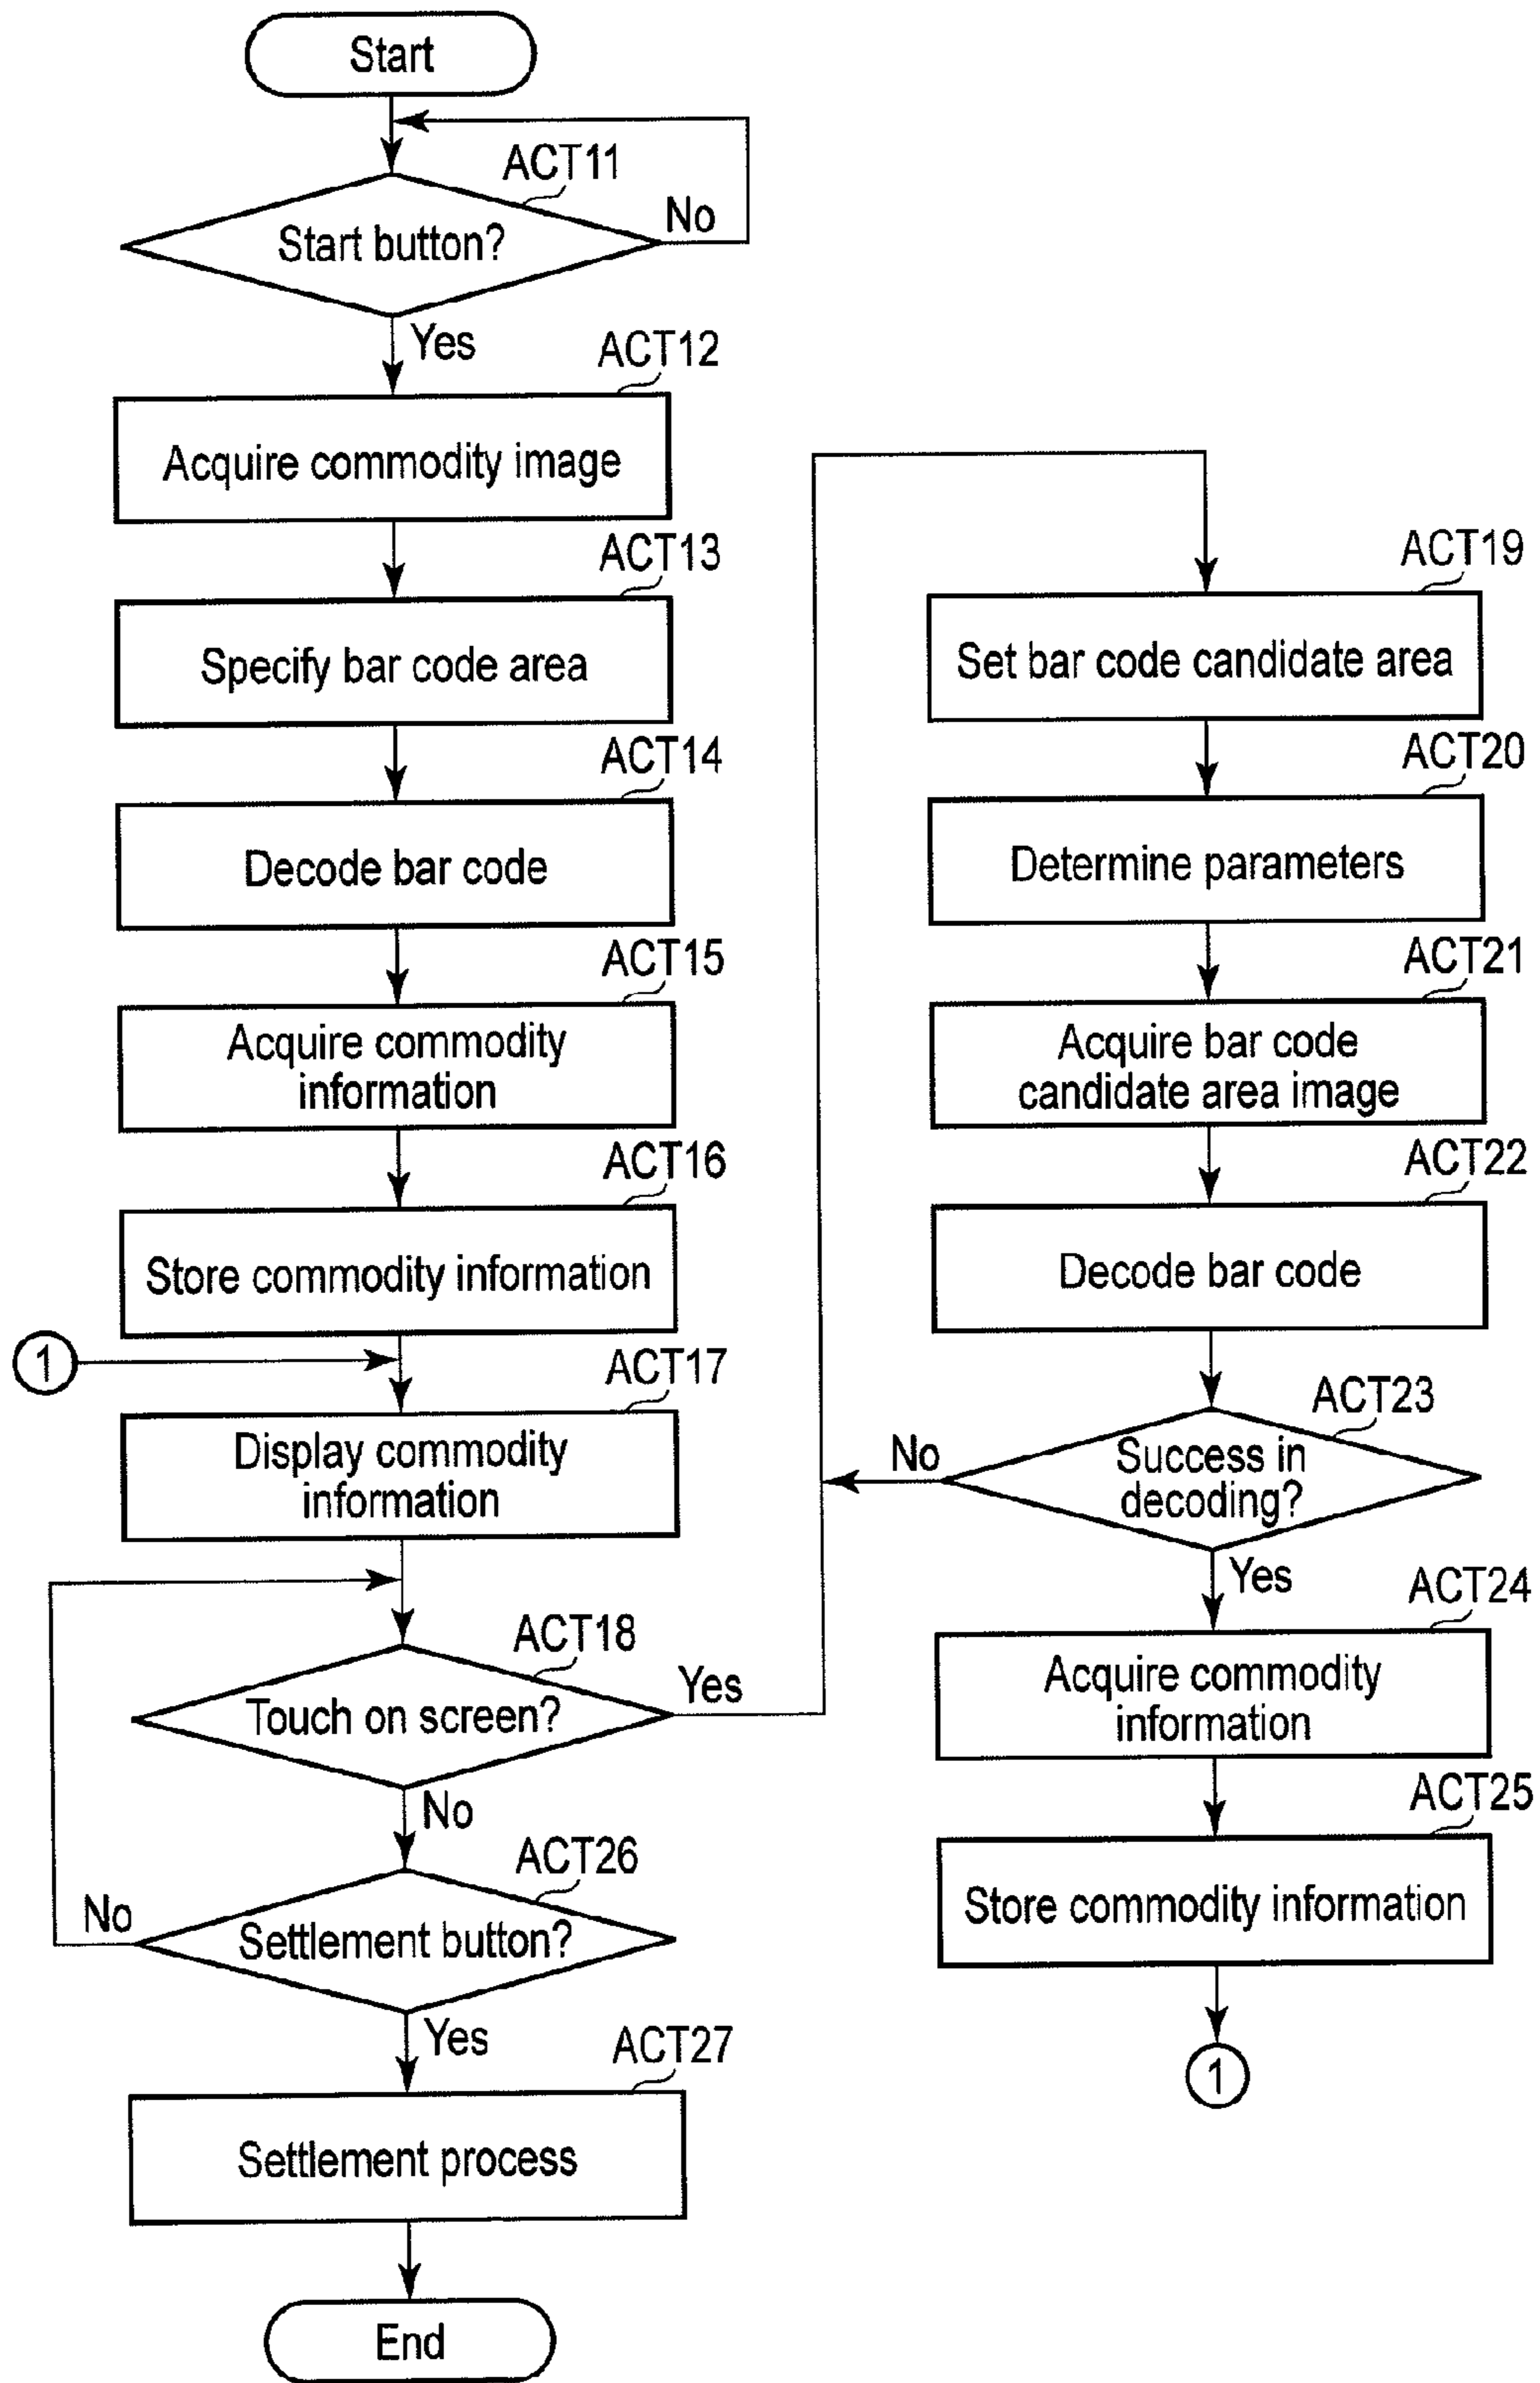 Start
ACT11
Start button?
No
Yes
ACT12
Acquire commodity image
ACT13
Specify bar code area
ACT14
Decode bar code
ACT15
Acquire commodity
information
ACT16
Store commodity information
1
ACT17
Display commodity
information
ACT18
Touch on screen?
Yes
No
ACT26
Settlement button?
No
Yes
ACT27
Settlement process
End
ACT19
Set bar code candidate area
ACT20
Determine parameters
ACT21
Acquire bar code
candidate area image
ACT22
Decode bar code
ACT23
Success in
decoding?
No
Yes
ACT24
Acquire commodity
information
ACT25
Store commodity information
1